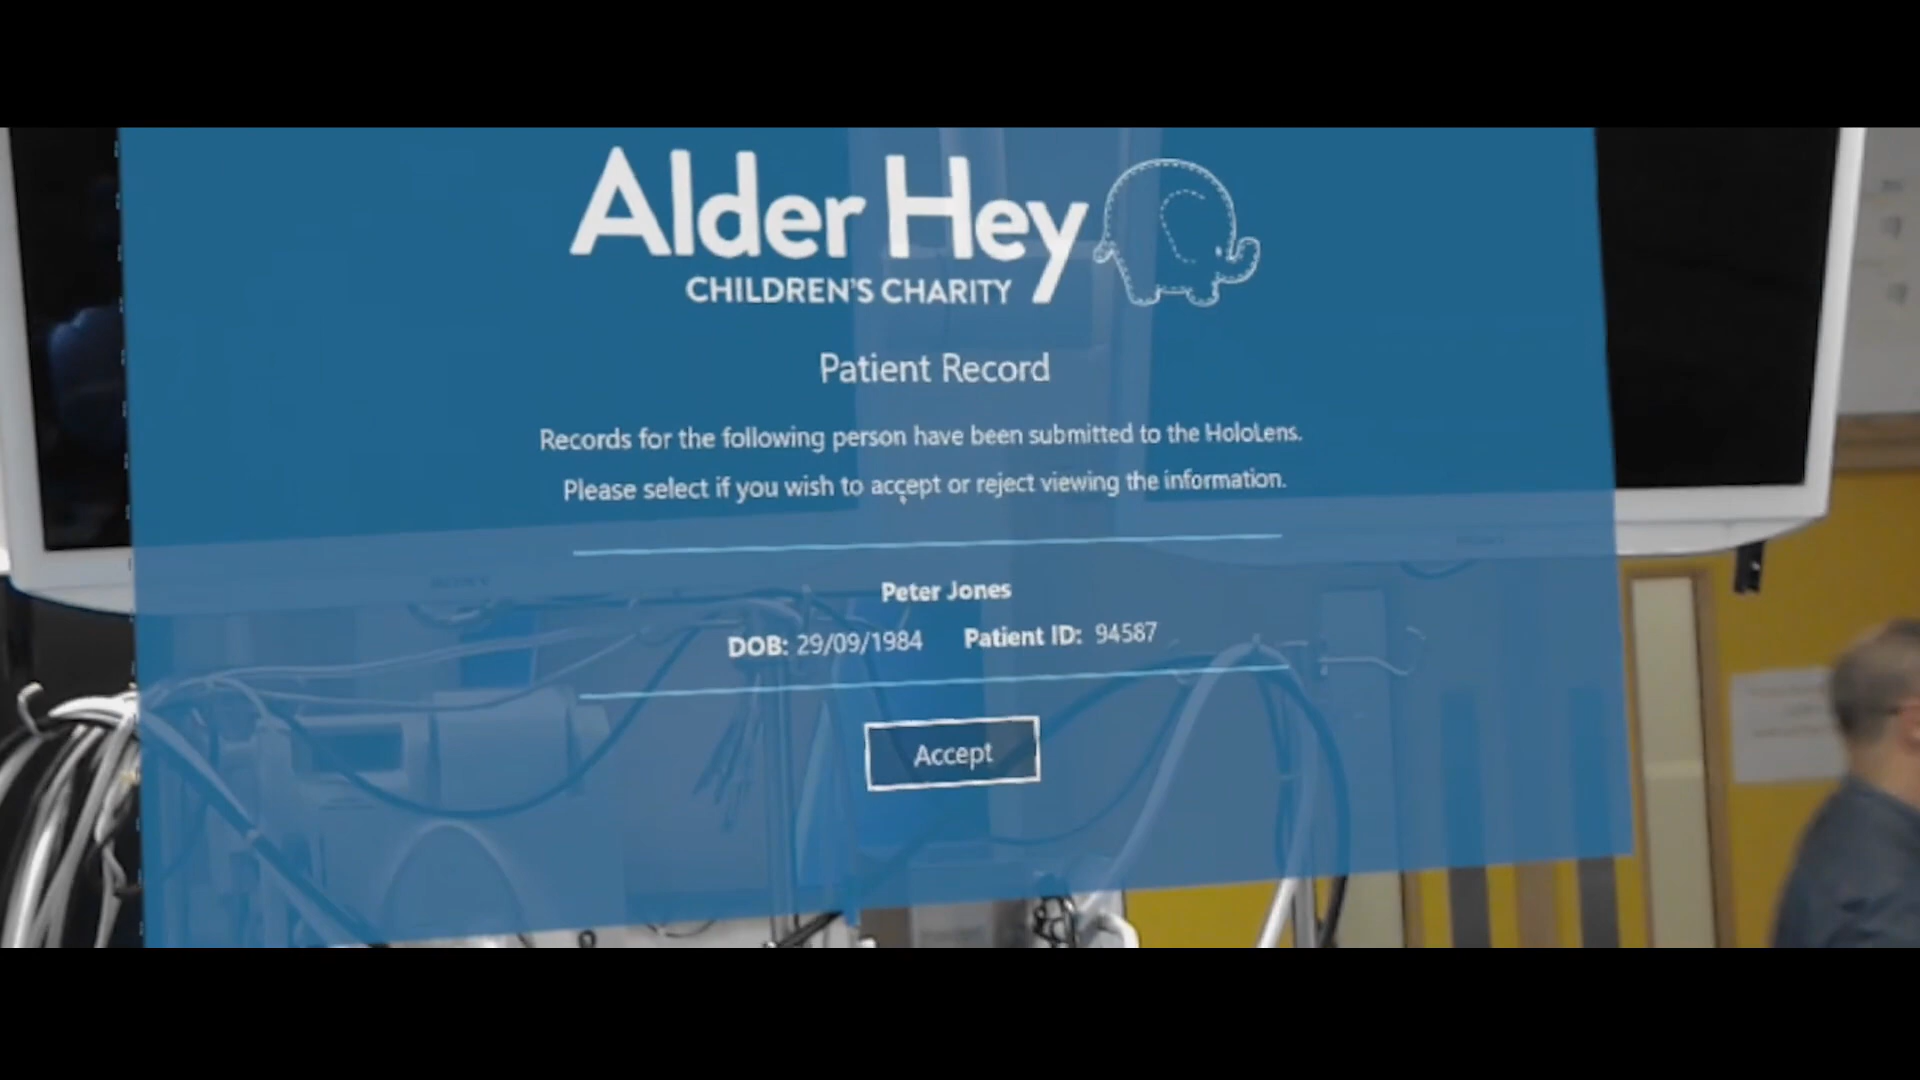 Alder Hey
CHILDREN'S CHARITY
Patient Record
Records for the following person have been submitted to the HoloLens.
Please select if you wish to accept or reject viewing the information.
Peter Jones
DOB: 29/09/1984 Patient ID: 94587
Accept